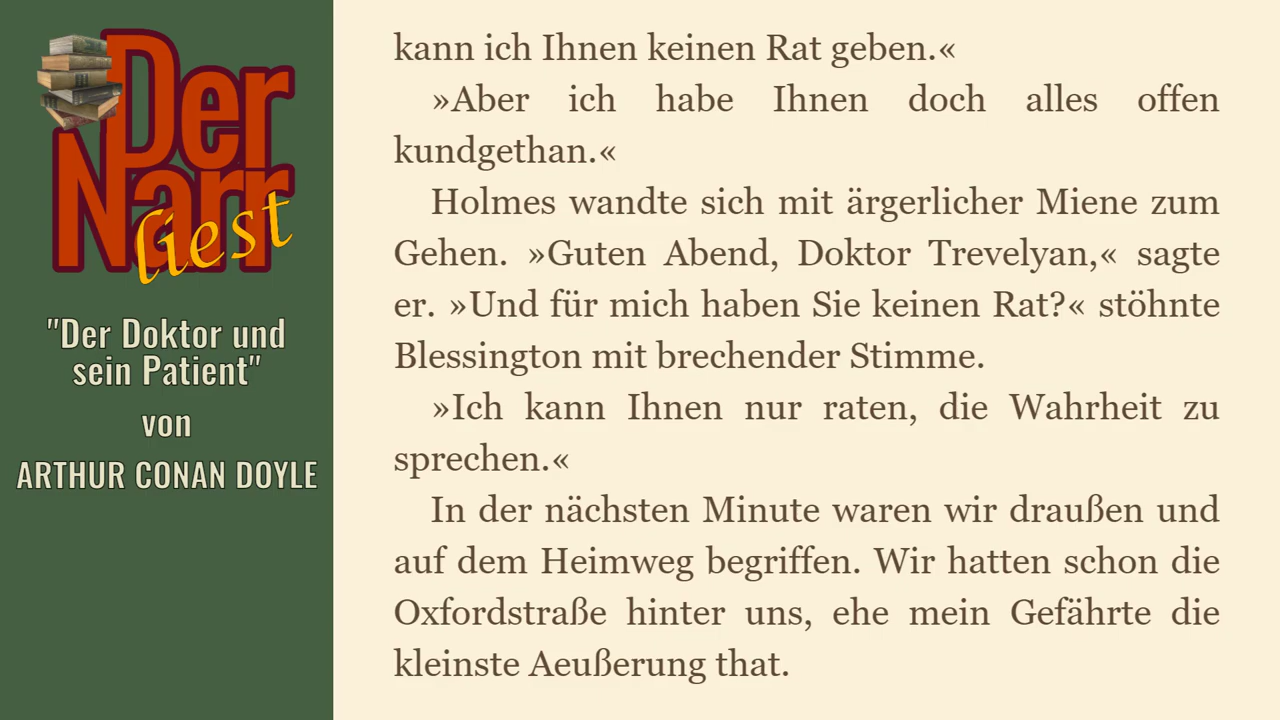 Der
Narr
liest
"Der Doktor und
sein Patient"
von
ARTHUR CONAN DOYLE
kann ich Ihnen keinen Rat geben.«
»Aber ich habe Ihnen doch alles offen
kundgethan.«
Holmes wandte sich mit ärgerlicher Miene zum
Gehen. »Guten Abend, Doktor Trevelyan,« sagte
er. »Und für mich haben Sie keinen Rat?« stöhnte
Blessington mit brechender Stimme.
»Ich kann Ihnen nur raten, die Wahrheit zu
sprechen.«
In der nächsten Minute waren wir draußen und
auf dem Heimweg begriffen. Wir hatten schon die
Oxfordstraße hinter uns, ehe mein Gefährte die
kleinste Aeußerung that.